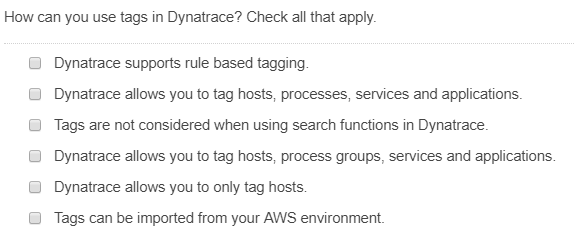 How can you use tags in Dynatrace? Check all that apply.
Dynatrace supports rule based tagging.
Dynatrace allows you to tag hosts, processes, services and applications.
Tags are not considered when using search functions in Dynatrace.
Dynatrace allows you to tag hosts, process groups, services and applications.
Dynatrace allows you to only tag hosts.
Tags can be imported from your AWS environment.